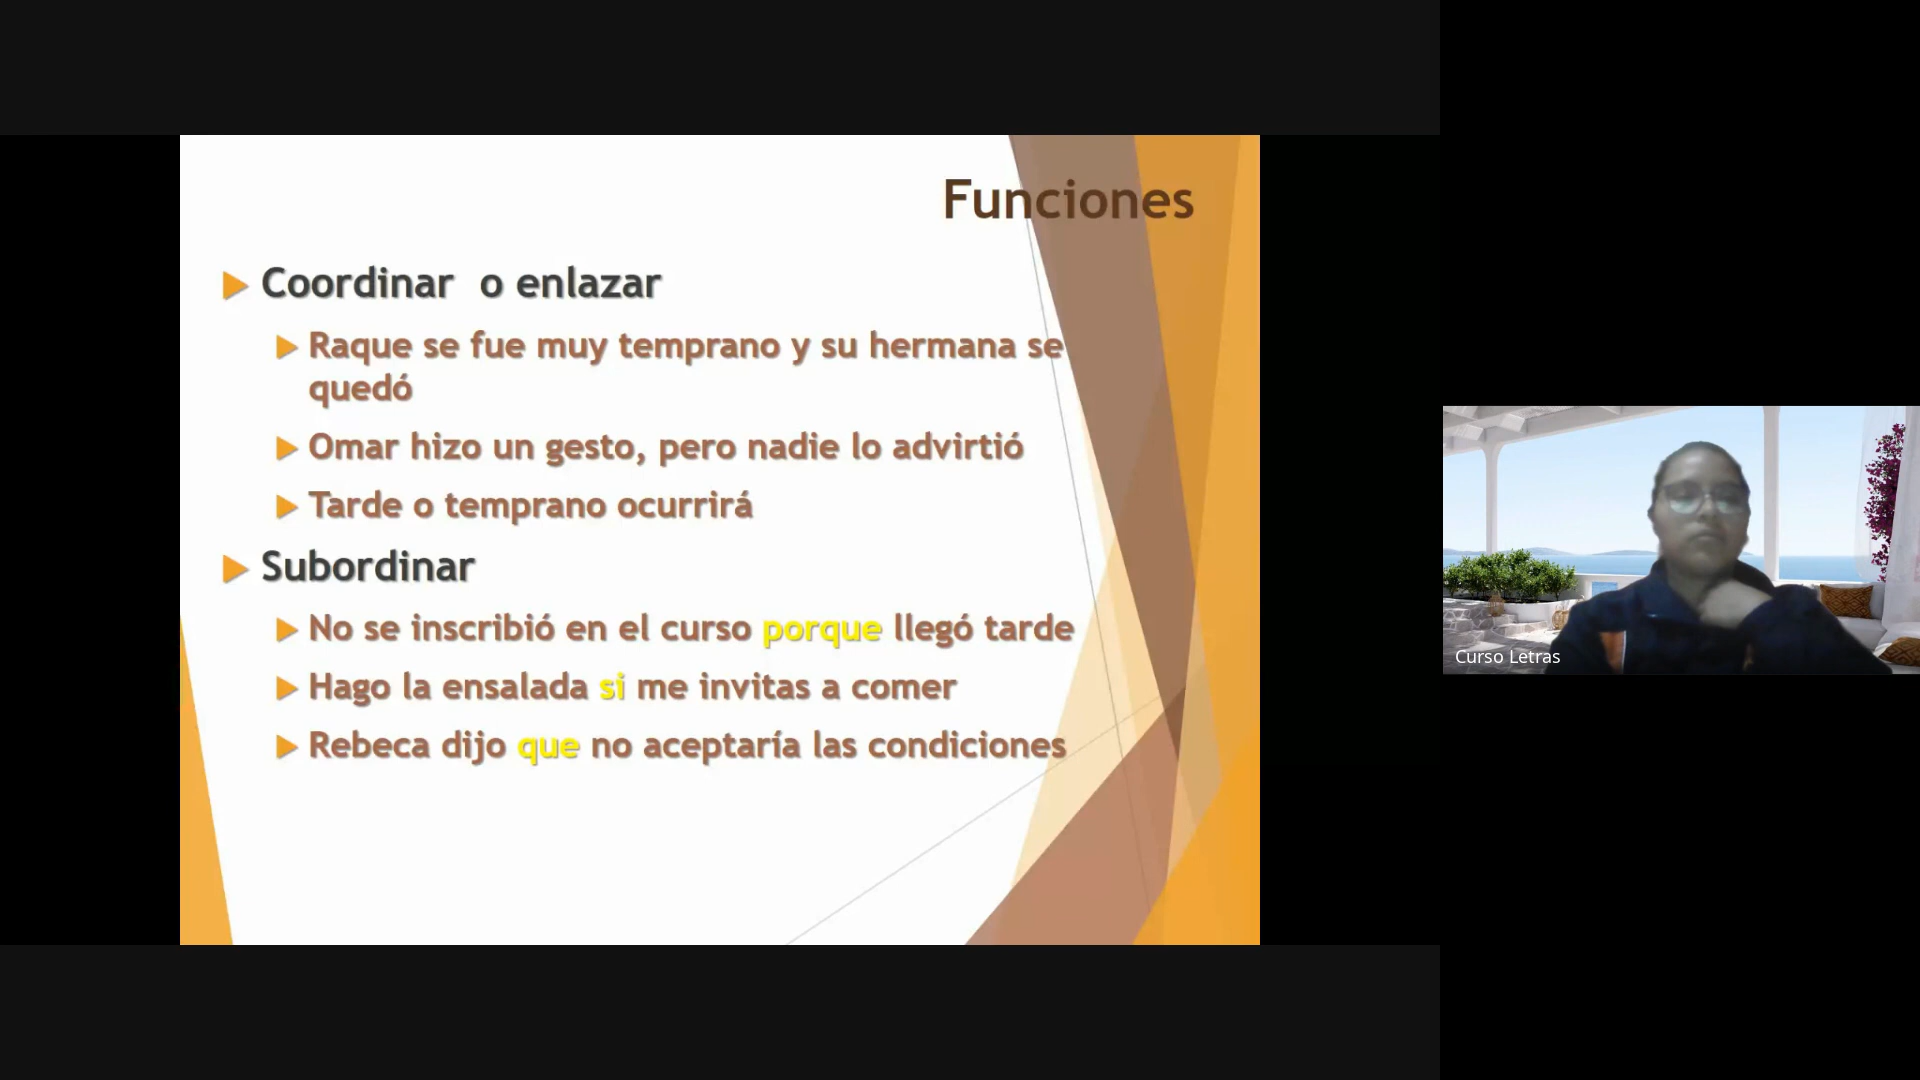 Funciones
Coordinar o enlazar
Raque se fue muy temprano y su hermana se
quedó
Omar hizo un gesto, pero nadie lo advirtió
Tarde o temprano ocurrirá
Subordinar
No se inscribió en el curso porque llegó tarde
Hago la ensalada si me invitas a comer
Rebeca dijo que no aceptaría las condiciones
Curso Letras